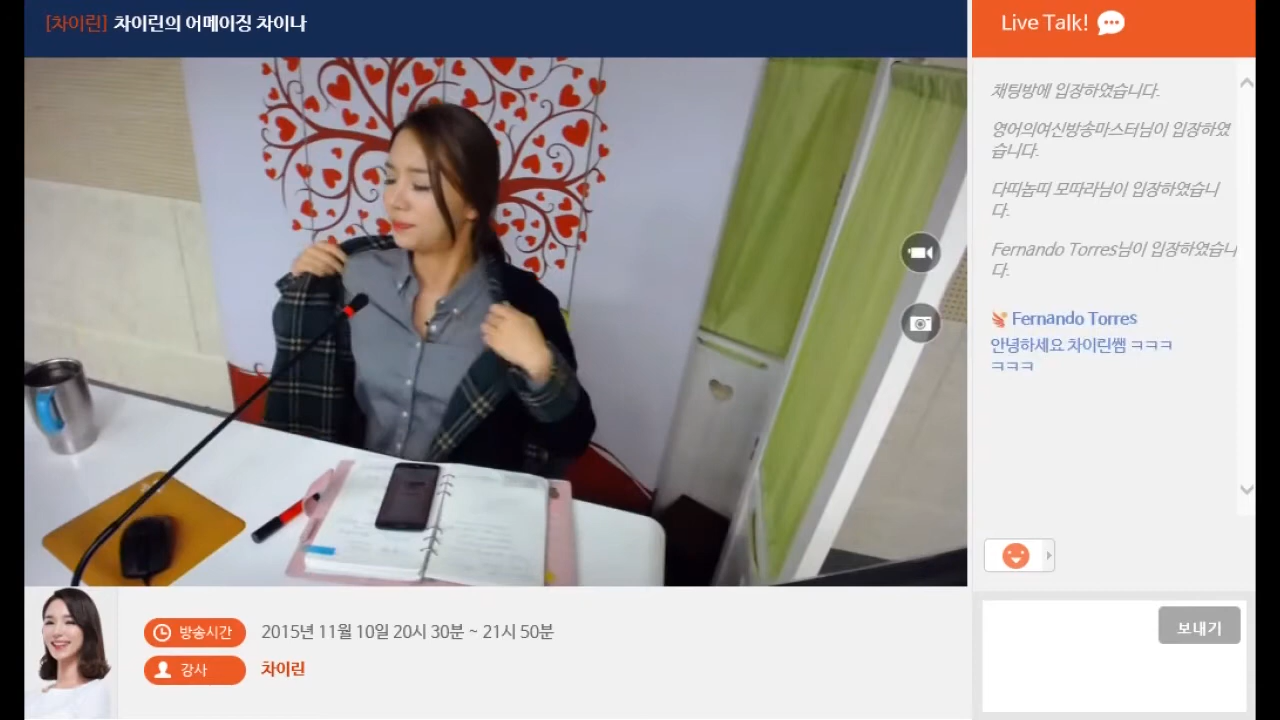 [차이린] 차이린의 어메이징 차이나
Live Talk!
채팅방에 입장하였습니다.
영어의여신방송마스터님이 입장하였
습니다.
다띠놉띠 모따라님이 입장하였습니
다.
Fernando Torres님이 입장하였습니
다.
Fernando Torres
안녕하세요 차이린쌤 ㅋㅋㅋ
ㅋㅋㅋ
보내기
방송시간 2015년 11월 10일 20시 30분 ~ 21시 50분
강사 차이린